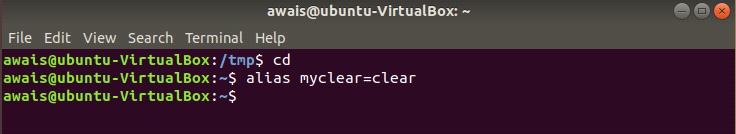 awais@ubuntu-VirtualBox: ~
File Edit View Search Terminal Help
awais@ubuntu-VirtualBox:/tmp$ cd
awais@ubuntu-VirtualBox:~$ alias myclear=clear
awais@ubuntu-VirtualBox:~$